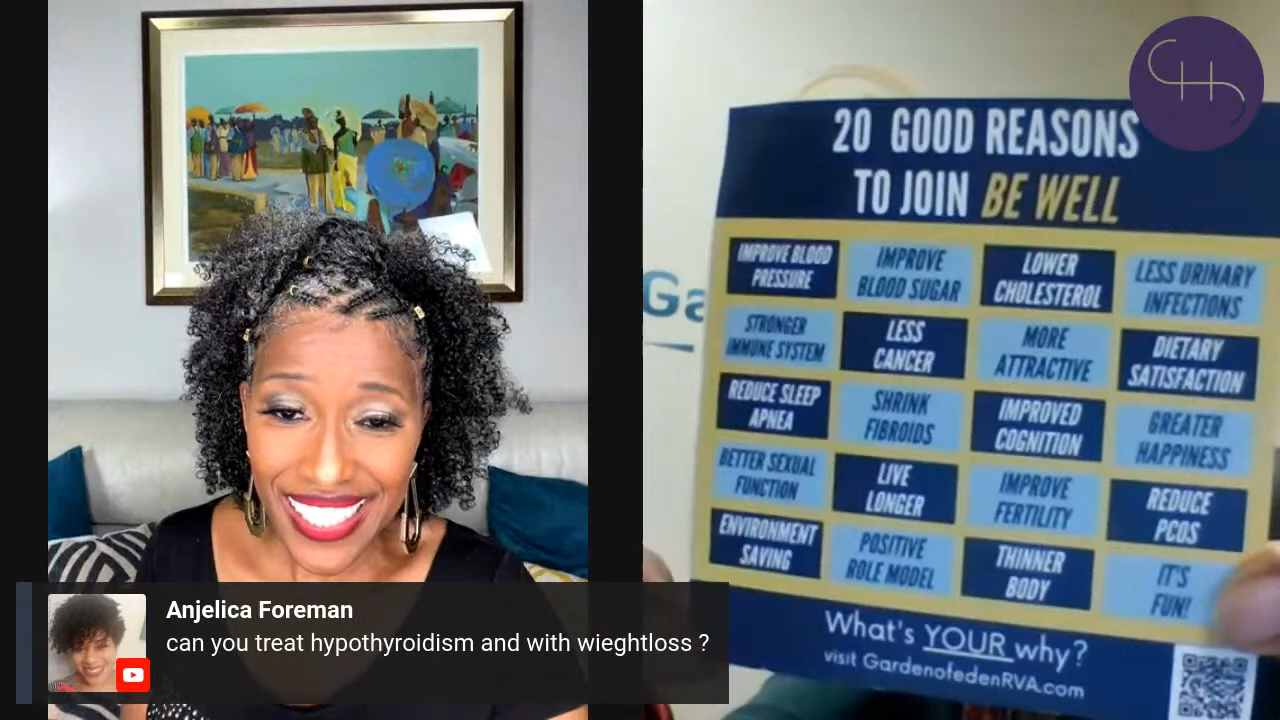 20 GOOD REASONS
TO JOIN BE WELL
IMPROVE BLOOD
PRESSURE
IMPROVE
BLOOD SUGAR
LOWER
CHOLESTEROL
LESS URINARY
INFECTIONS
STRONGER
IMMUNE SYSTEM
LESS
CANCER
MORE
ATTRACTIVE
DIETARY
SATISFACTION
REDUCE SLEEP
APNEA
SHRINK
FIBROIDS
IMPROVED
COGNITION
GREATER
HAPPINESS
BETTER SEXUAL
FUNCTION
LIVE
LONGER
IMPROVE
FERTILITY
REDUCE
PCOS
ENVIRONMENT
SAVING
POSITIVE
ROLE MODEL
THINNER
BODY
IT'S
FUN!
What's YOUR why?
visit GardenofedenRVA.com
Ga
CHS
Anjelica Foreman
can you treat hypothyroidism and with wieghtloss ?